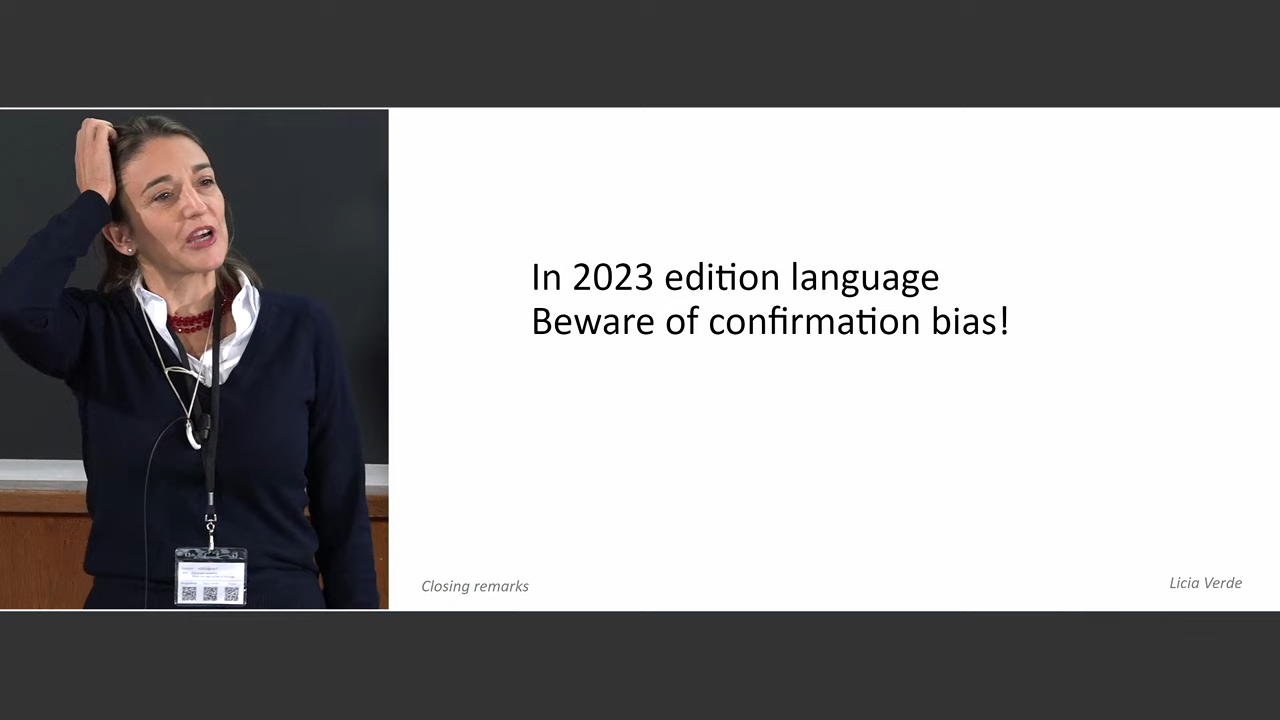 In 2023 edition language
Beware of confirmation bias!
Closing remarks
Licia Verde